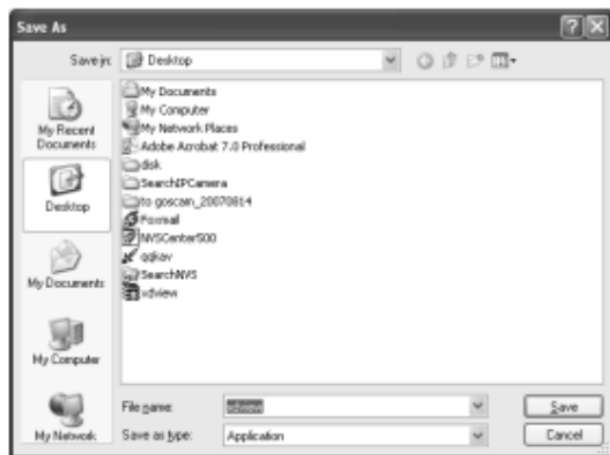 Save As
Save in:
Desktop
My Recent
Documents
Desktop
My Documents
My Computer
My Network
My Documents
My Computer
My Network Places
Adobe Acrobat 7.0 Professional
disk
SearchIPCamera
to goscam_20070814
Foxmail
NVSCenter500
qqkav
SearchNVS
xdview
File name:
Save
Save as type:
Application
Cancel